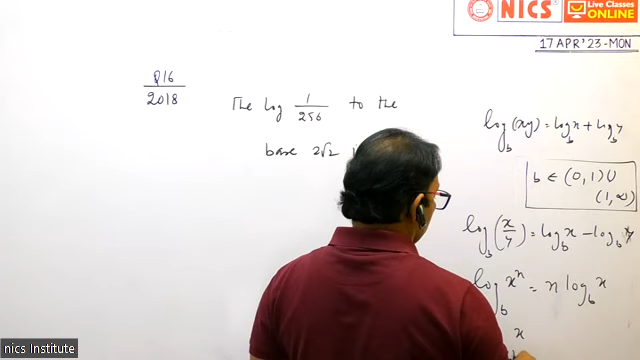 NICS
Live Classes
ONLINE
17 APR'23-MON
Q16
2018
The log 1/256 to the
base 2√2
log_b (xy) = log_b x + log_b y
b ∈ (0, 1) ∪
(1, ∞)
log_b (x/y) = log_b x − log_b y
log_b x^n = n log_b x
x
nics Institute